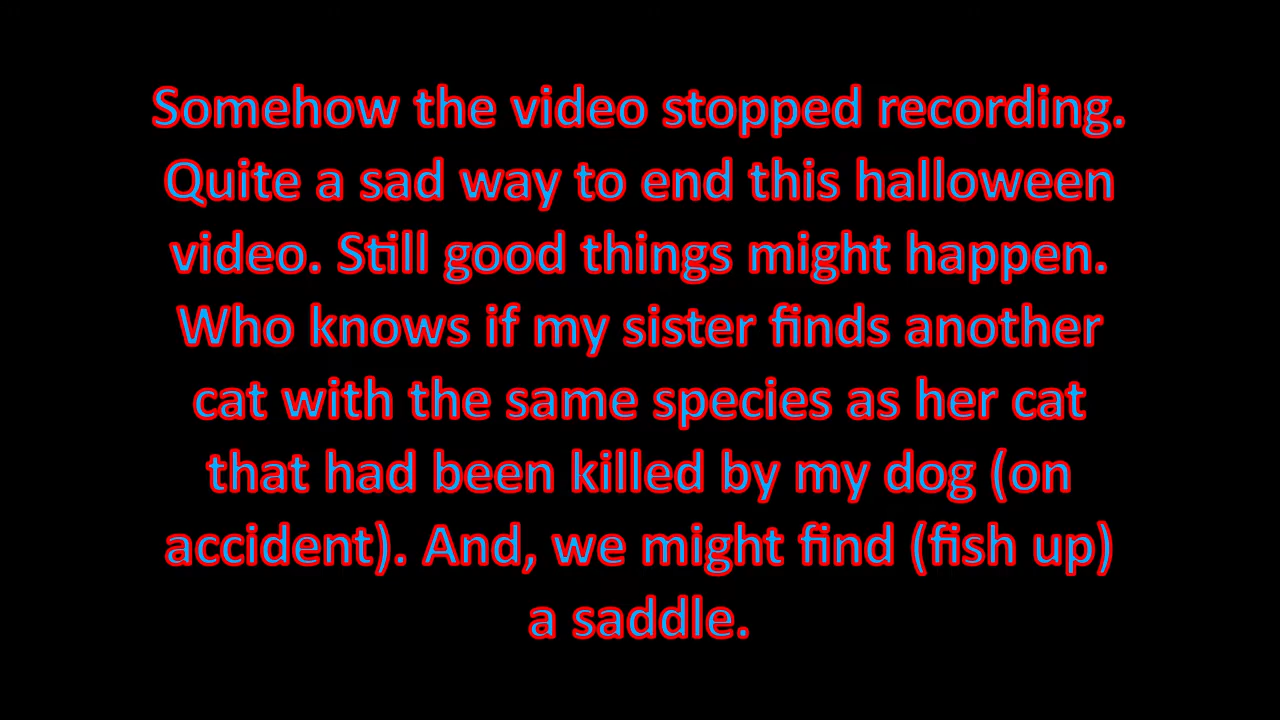 Somehow the video stopped recording.
Quite a sad way to end this halloween
video. Still good things might happen.
Who knows if my sister finds another
cat with the same species as her cat
that had been killed by my dog (on
accident). And, we might find (fish up)
a saddle.